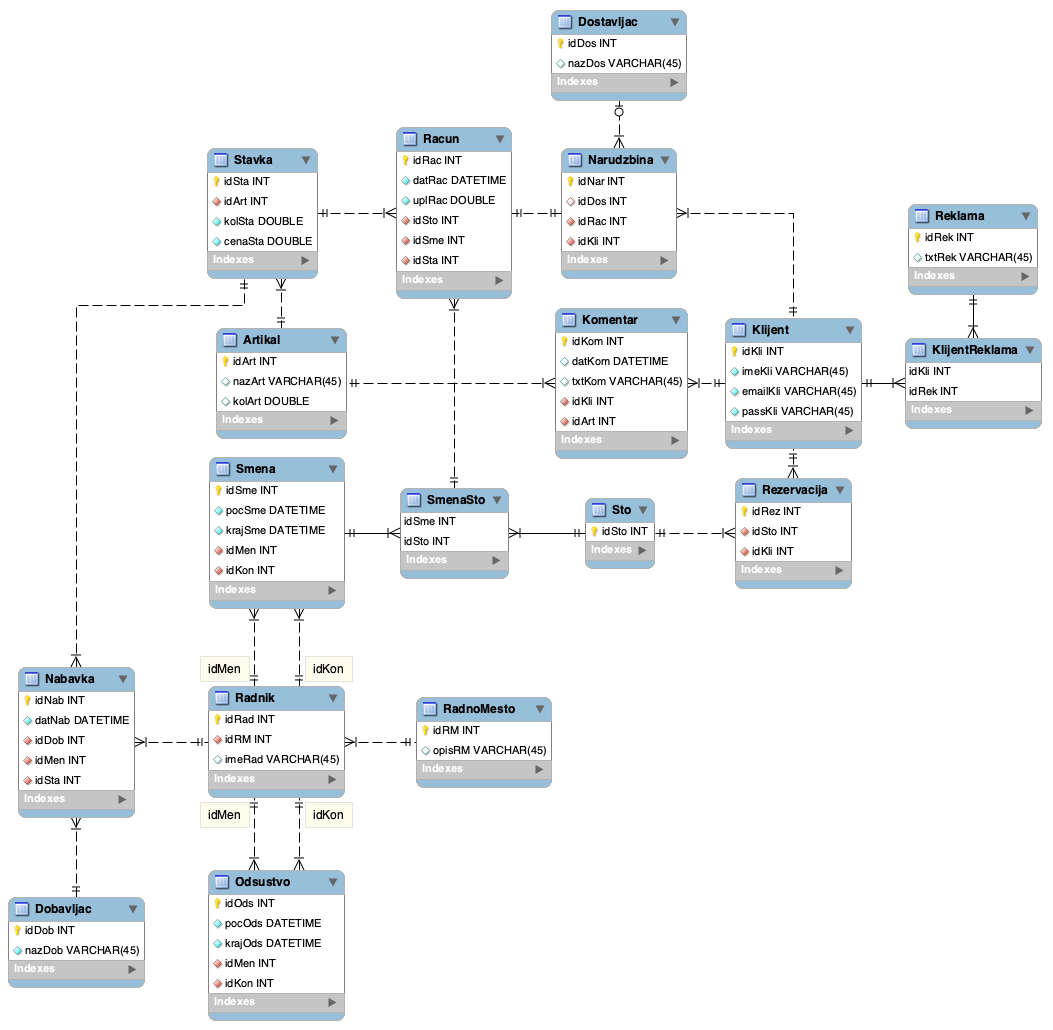 Dostavljac
idDos INT
nazDos VARCHAR(45)
Indexes
Racun
idRac INT
datRac DATETIME
uplRac DOUBLE
idSto INT
idSme INT
idSta INT
Indexes
Stavka
idSta INT
idArt INT
kolSta DOUBLE
cenaSta DOUBLE
Indexes
Narudzbina
idNar INT
idDos INT
idRac INT
idKli INT
Indexes
Reklama
idRek INT
txtRek VARCHAR(45)
Indexes
Artikal
idArt INT
nazArt VARCHAR(45)
kolArt DOUBLE
Indexes
Komentar
idKom INT
datKom DATETIME
txtKom VARCHAR(45)
idKli INT
idArt INT
Indexes
Klijent
idKli INT
imeKli VARCHAR(45)
emailKli VARCHAR(45)
passKli VARCHAR(45)
Indexes
KlijentReklama
idKli INT
idRek INT
Indexes
Smena
idSme INT
pocSme DATETIME
krajSme DATETIME
idMen INT
idKon INT
Indexes
SmenaSto
idSme INT
idSto INT
Indexes
Sto
idSto INT
Indexes
Rezervacija
idRez INT
idSto INT
idKli INT
Indexes
idMen
idKon
Nabavka
idNab INT
datNab DATETIME
idDob INT
idMen INT
idSta INT
Indexes
Radnik
idRad INT
idRM INT
imeRad VARCHAR(45)
Indexes
RadnoMesto
idRM INT
opisRM VARCHAR(45)
Indexes
idMen
idKon
Dobavljac
idDob INT
nazDob VARCHAR(45)
Indexes
Odsustvo
idOds INT
pocOds DATETIME
krajOds DATETIME
idMen INT
idKon INT
Indexes